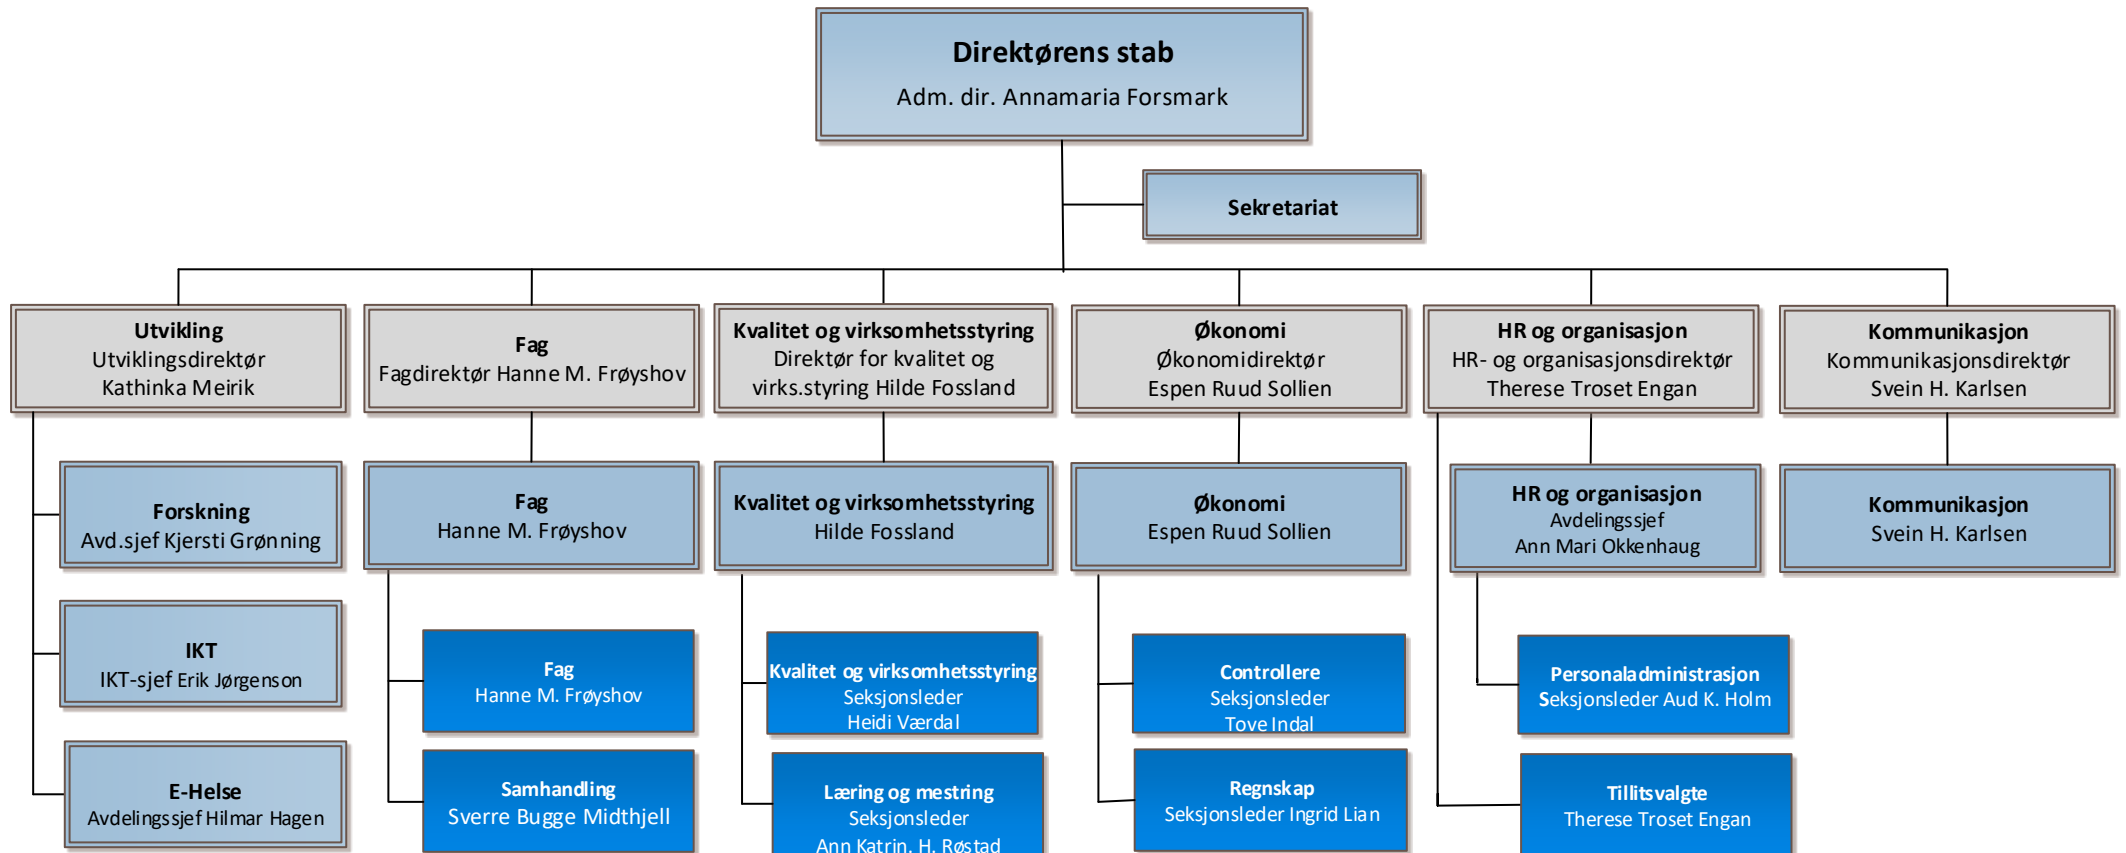 Direktørens stab
Adm. dir. Annamaria Forsmark
Sekretariat
Utvikling
Utviklingsdirektør
Kathinka Meirik
Fag
Fagdirektør Hanne M. Frøyshov
Kvalitet og virksomhetsstyring
Direktør for kvalitet og
virks.styring Hilde Fossland
Økonomi
Økonomidirektør
Espen Ruud Sollien
HR og organisasjon
HR- og organisasjonsdirektør
Therese Troset Engan
Kommunikasjon
Kommunikasjonsdirektør
Svein H. Karlsen
Forskning
Avd.sjef Kjersti Grønning
Fag
Hanne M. Frøyshov
Kvalitet og virksomhetsstyring
Hilde Fossland
Økonomi
Espen Ruud Sollien
HR og organisasjon
Avdelingssjef
Ann Mari Okkenhaug
Kommunikasjon
Svein H. Karlsen
IKT
IKT-sjef Erik Jørgenson
Fag
Hanne M. Frøyshov
Kvalitet og virksomhetsstyring
Seksjonsleder
Heidi Værdal
Controllere
Seksjonsleder
Tove Indal
Personaladministrasjon
Seksjonsleder Aud K. Holm
E-Helse
Avdelingssjef Hilmar Hagen
Samhandling
Sverre Bugge Midthjell
Læring og mestring
Seksjonsleder
Ann Katrin. H. Røstad
Regnskap
Seksjonsleder Ingrid Lian
Tillitsvalgte
Therese Troset Engan